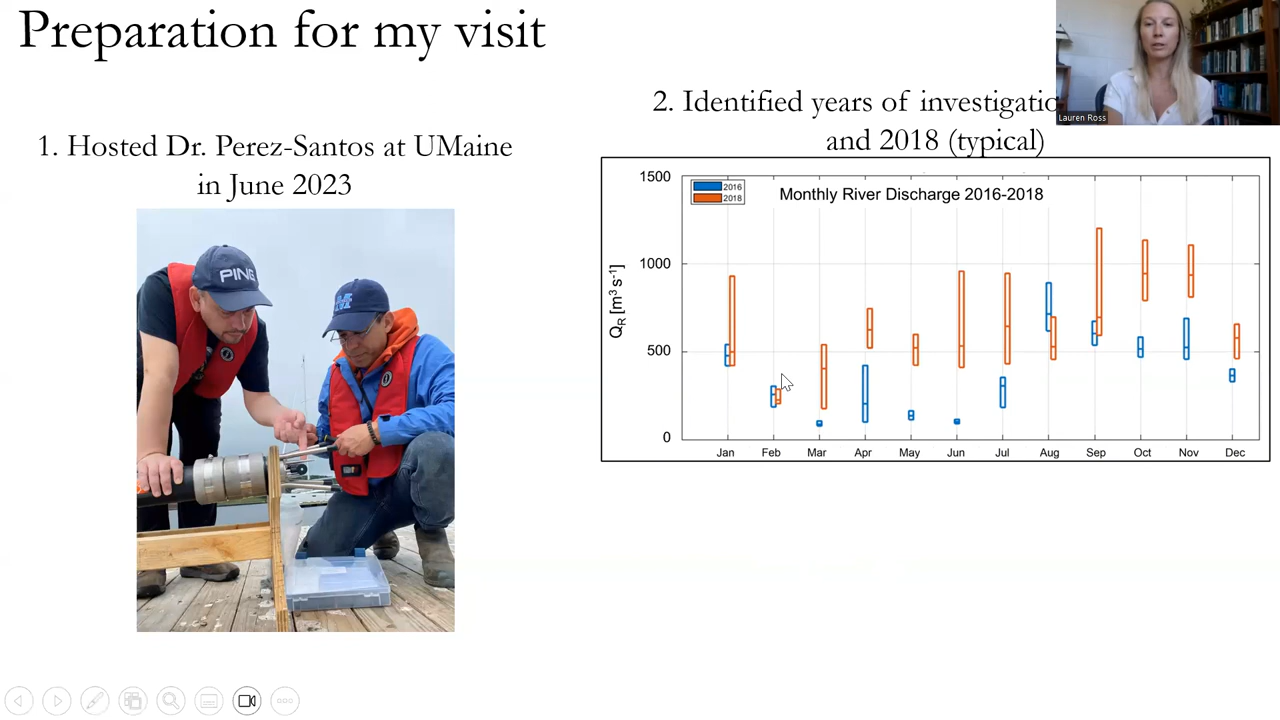 Preparation for my visit
1. Hosted Dr. Perez-Santos at UMaine
in June 2023
PING
M
2. Identified years of investigatio
and 2018 (typical)
Lauren Ross
1500
1000
500
0
Q_R [m³ s⁻¹]
2016
2018
Monthly River Discharge 2016-2018
Jan Feb Mar Apr May Jun Jul Aug Sep Oct Nov Dec